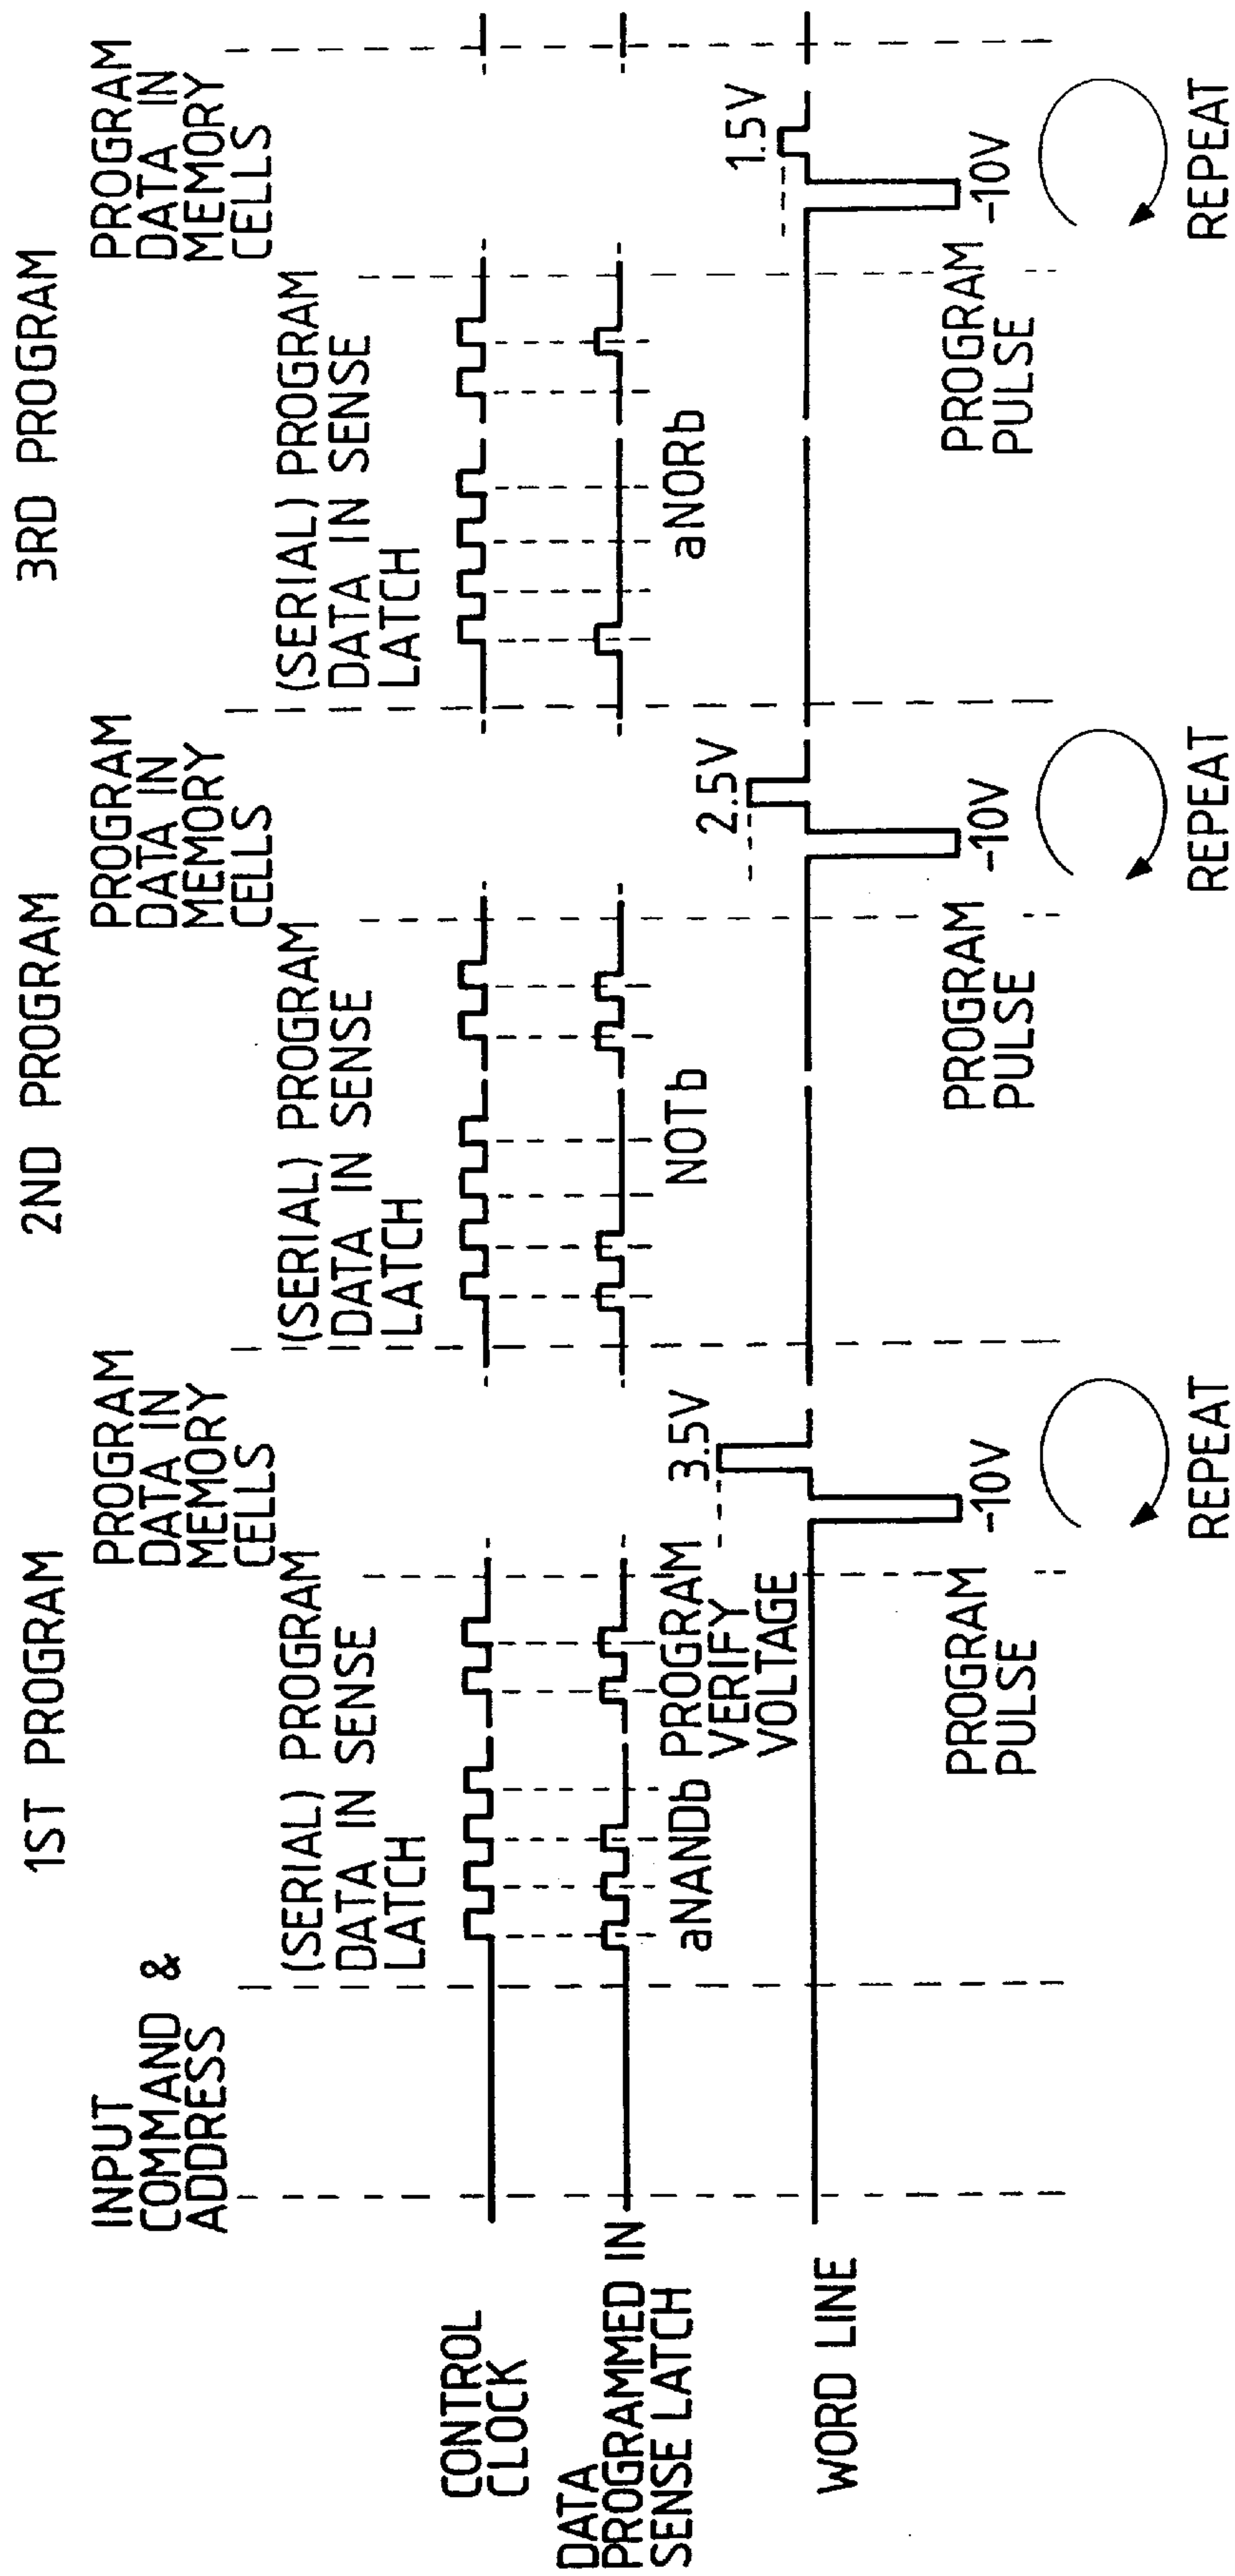 1ST PROGRAM
2ND PROGRAM
3RD PROGRAM
INPUT
COMMAND &
ADDRESS
PROGRAM
DATA IN
MEMORY
CELLS
PROGRAM
DATA IN
MEMORY
CELLS
PROGRAM
DATA IN
MEMORY
CELLS
(SERIAL) PROGRAM
DATA IN SENSE
LATCH
(SERIAL) PROGRAM
DATA IN SENSE
LATCH
(SERIAL) PROGRAM
DATA IN SENSE
LATCH
CONTROL
CLOCK
DATA
PROGRAMMED IN
SENSE LATCH
aNANDb
NOTb
aNORb
PROGRAM
VERIFY
VOLTAGE
3.5V
2.5V
1.5V
WORD LINE
PROGRAM
PULSE
-10V
PROGRAM
PULSE
-10V
PROGRAM
PULSE
-10V
REPEAT
REPEAT
REPEAT